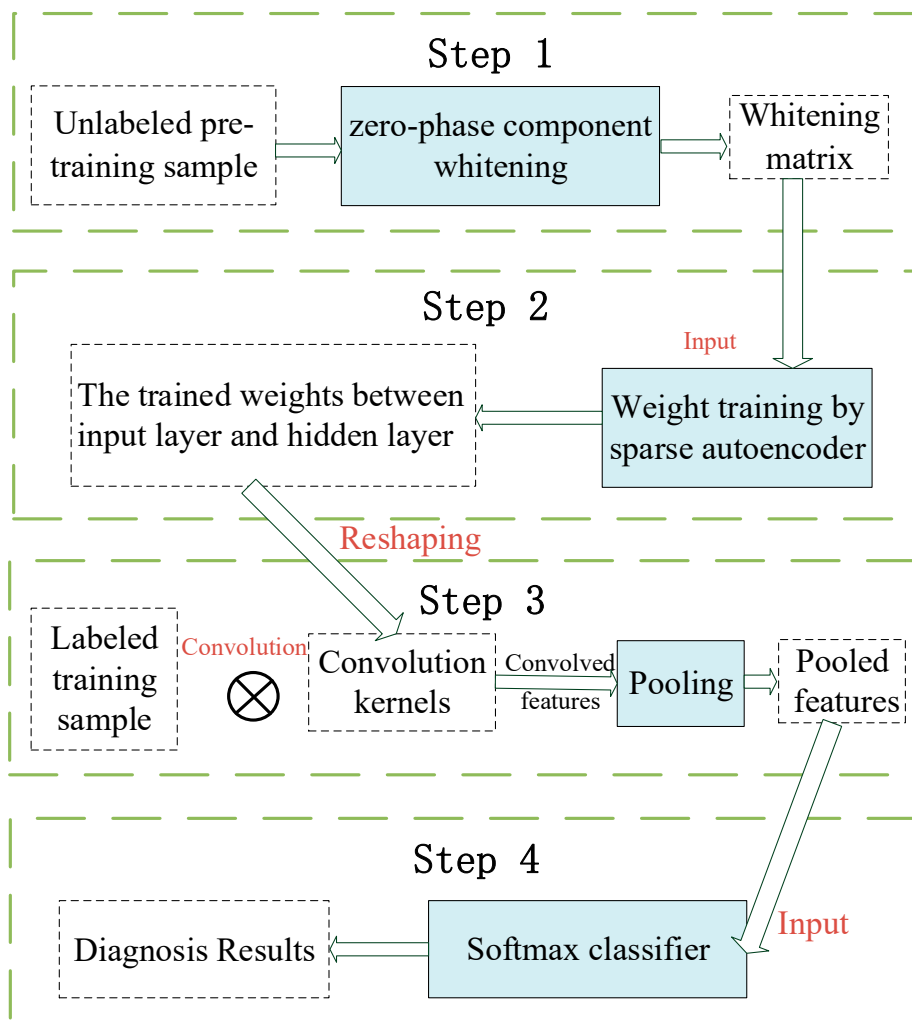 Step 1
Unlabeled pre-
training sample
zero-phase component
whitening
Whitening
matrix
Step 2
Input
The trained weights between
input layer and hidden layer
Weight training by
sparse autoencoder
Reshaping
Step 3
Labeled
training
sample
Convolution
Convolution
kernels
Convolved
features
Pooling
Pooled
features
Step 4
Input
Diagnosis Results
Softmax classifier